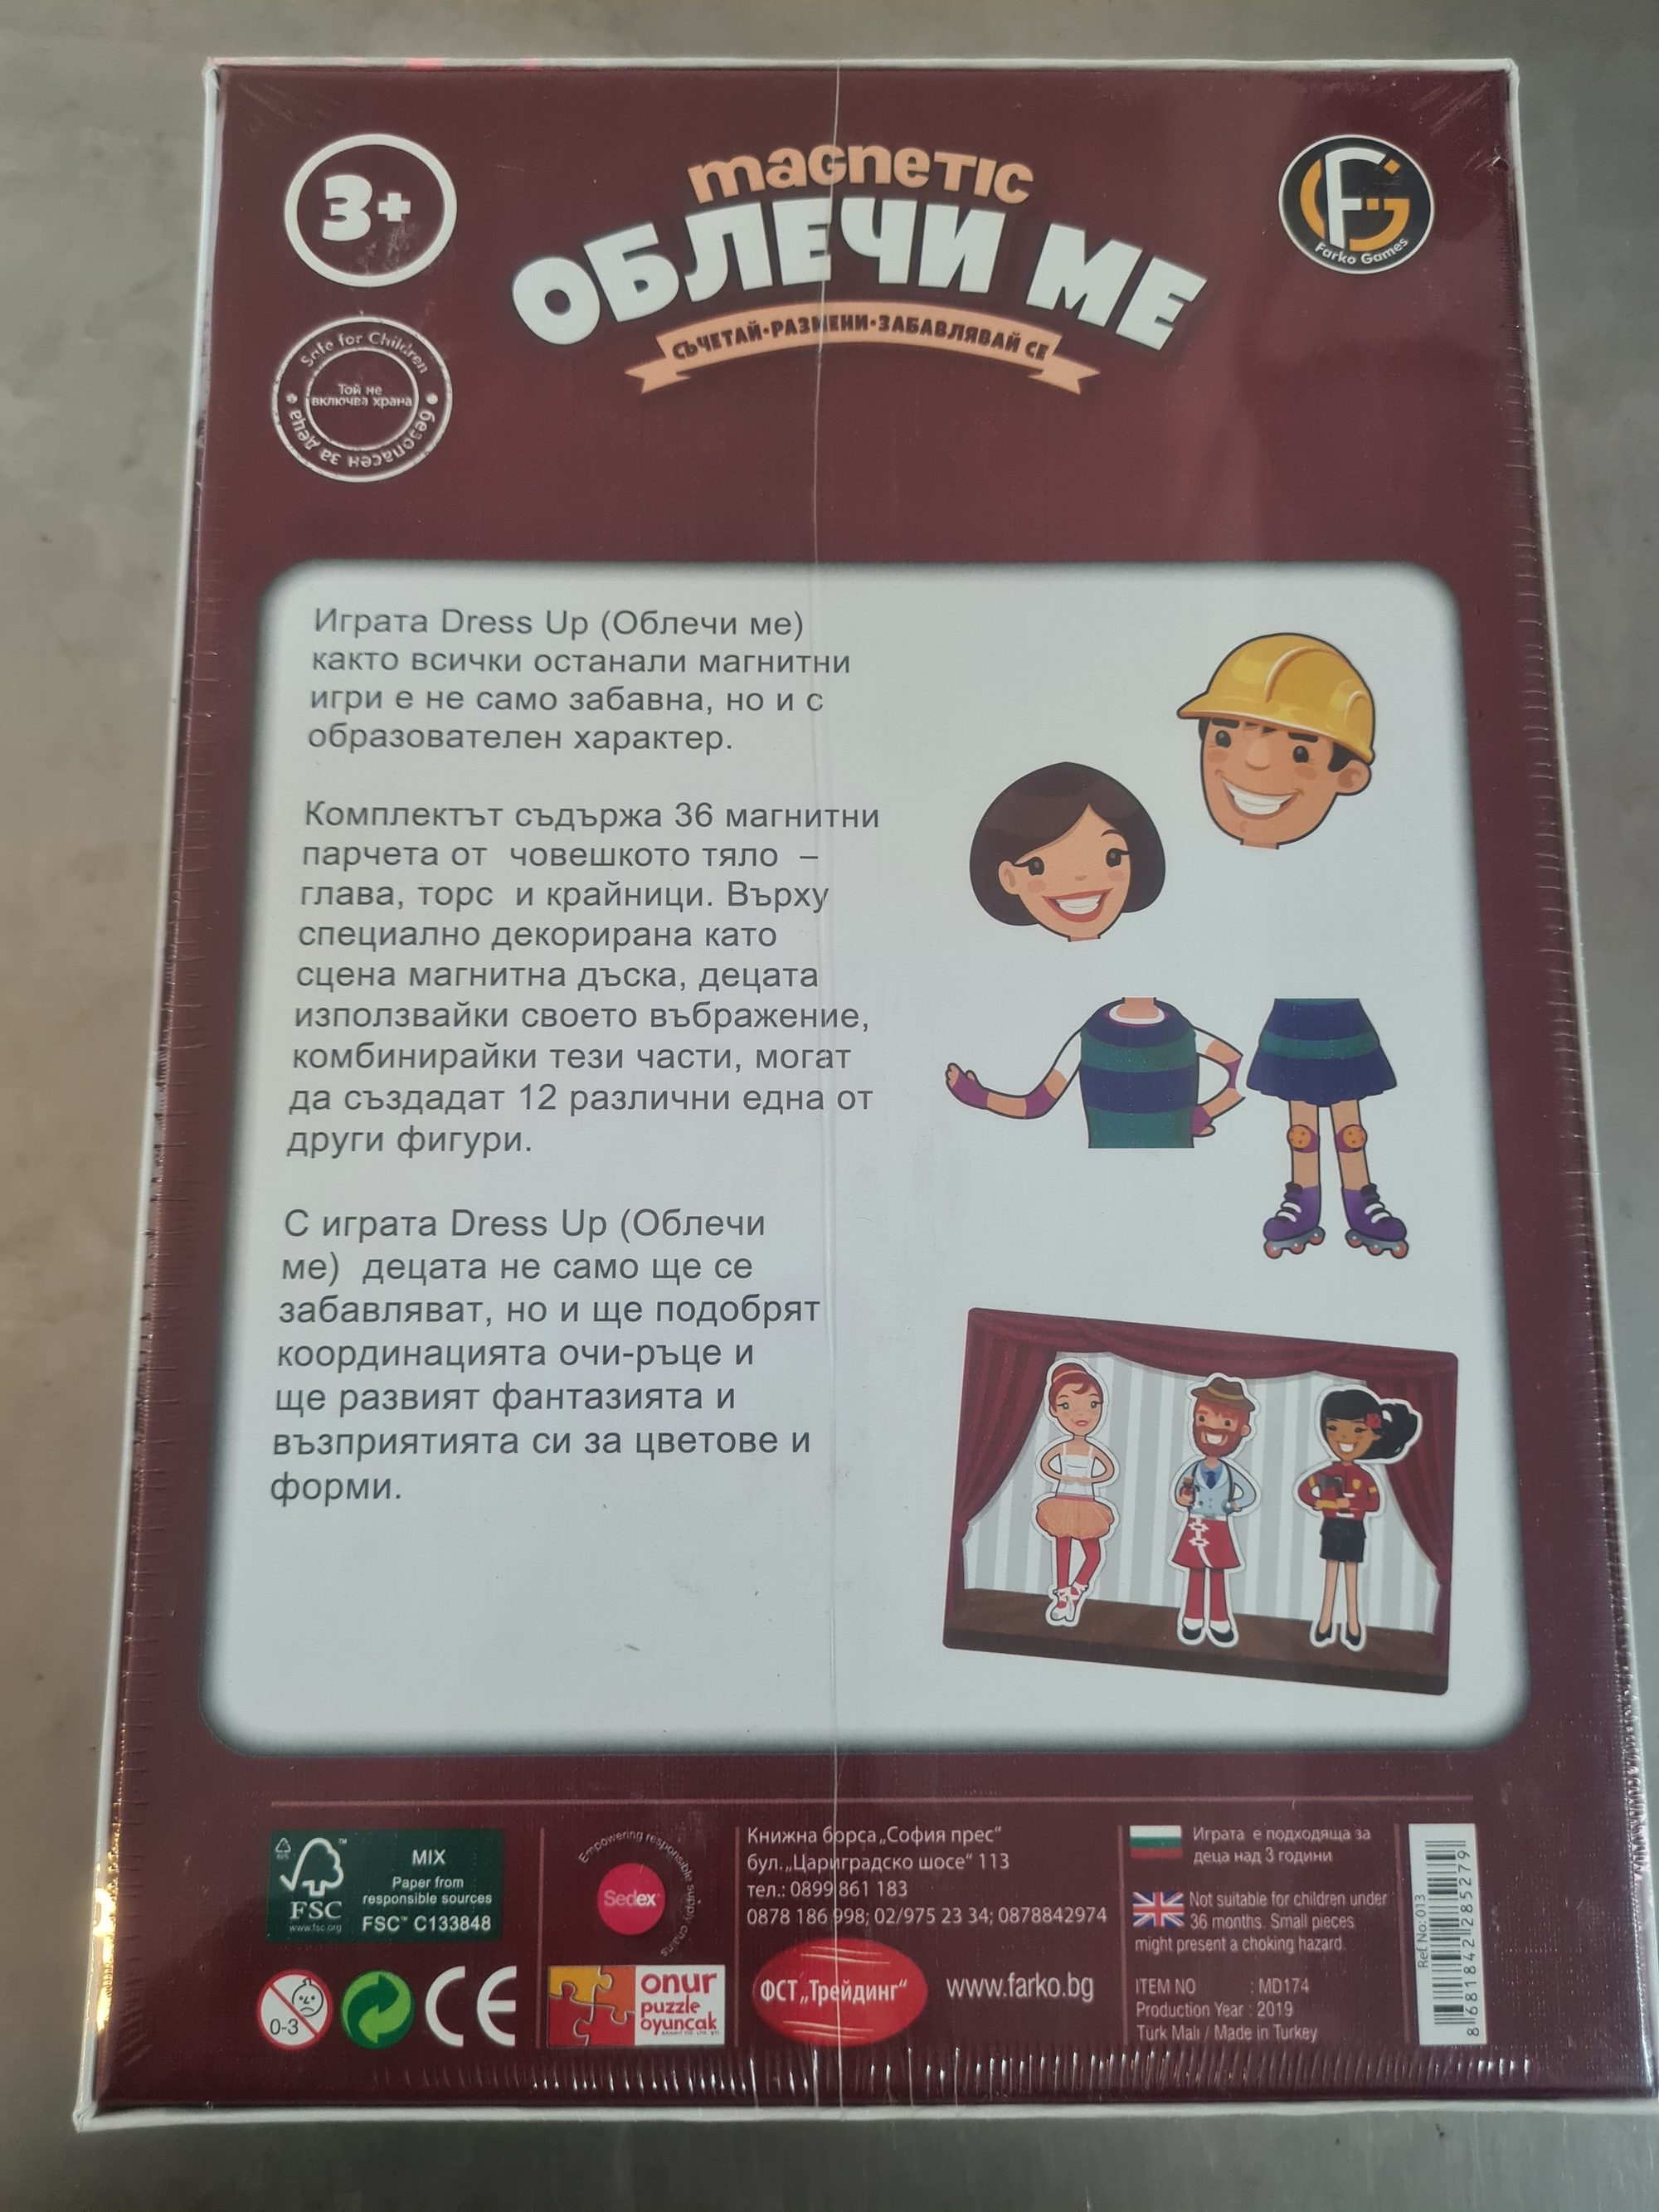 3+
magnetic
ОБЛЕЧИ МЕ
СЪЧЕТАЙ·РАЗМЕНИ·ЗАБАВЛЯВАЙ СЕ
Farko Games
Safe for Children
Той не
включва храна
безопасен за деца
Играта Dress Up (Облечи ме)
както всички останали магнитни
игри е не само забавна, но и с
образователен характер.
Комплектът съдържа 36 магнитни
парчета от човешкото тяло –
глава, торс и крайници. Върху
специално декорирана като
сцена магнитна дъска, децата
използвайки своето въбражение,
комбинирайки тези части, могат
да създадат 12 различни една от
други фигури.
С играта Dress Up (Облечи
ме) децата не само ще се
забавляват, но и ще подобрят
координацията очи-ръце и
ще развият фантазията и
възприятията си за цветове и
форми.
FSC
www.fsc.org
MIX
Paper from
responsible sources
FSC™ C133848
0-3
CE
Empowering responsible supply chains
Sedex
onur
puzzle
oyuncak
Книжна борса „София прес“
бул. „Цариградско шосе“ 113
тел.: 0899 861 183
0878 186 998; 02/975 23 34; 0878842974
ФСТ „Трейдинг“
www.farko.bg
Играта е подходяща за
деца над 3 години
Not suitable for children under
36 months. Small pieces
might present a choking hazard.
ITEM NO : MD174
Production Year : 2019
Türk Malı / Made in Turkey
Ref. No: 013
8 681842 285279